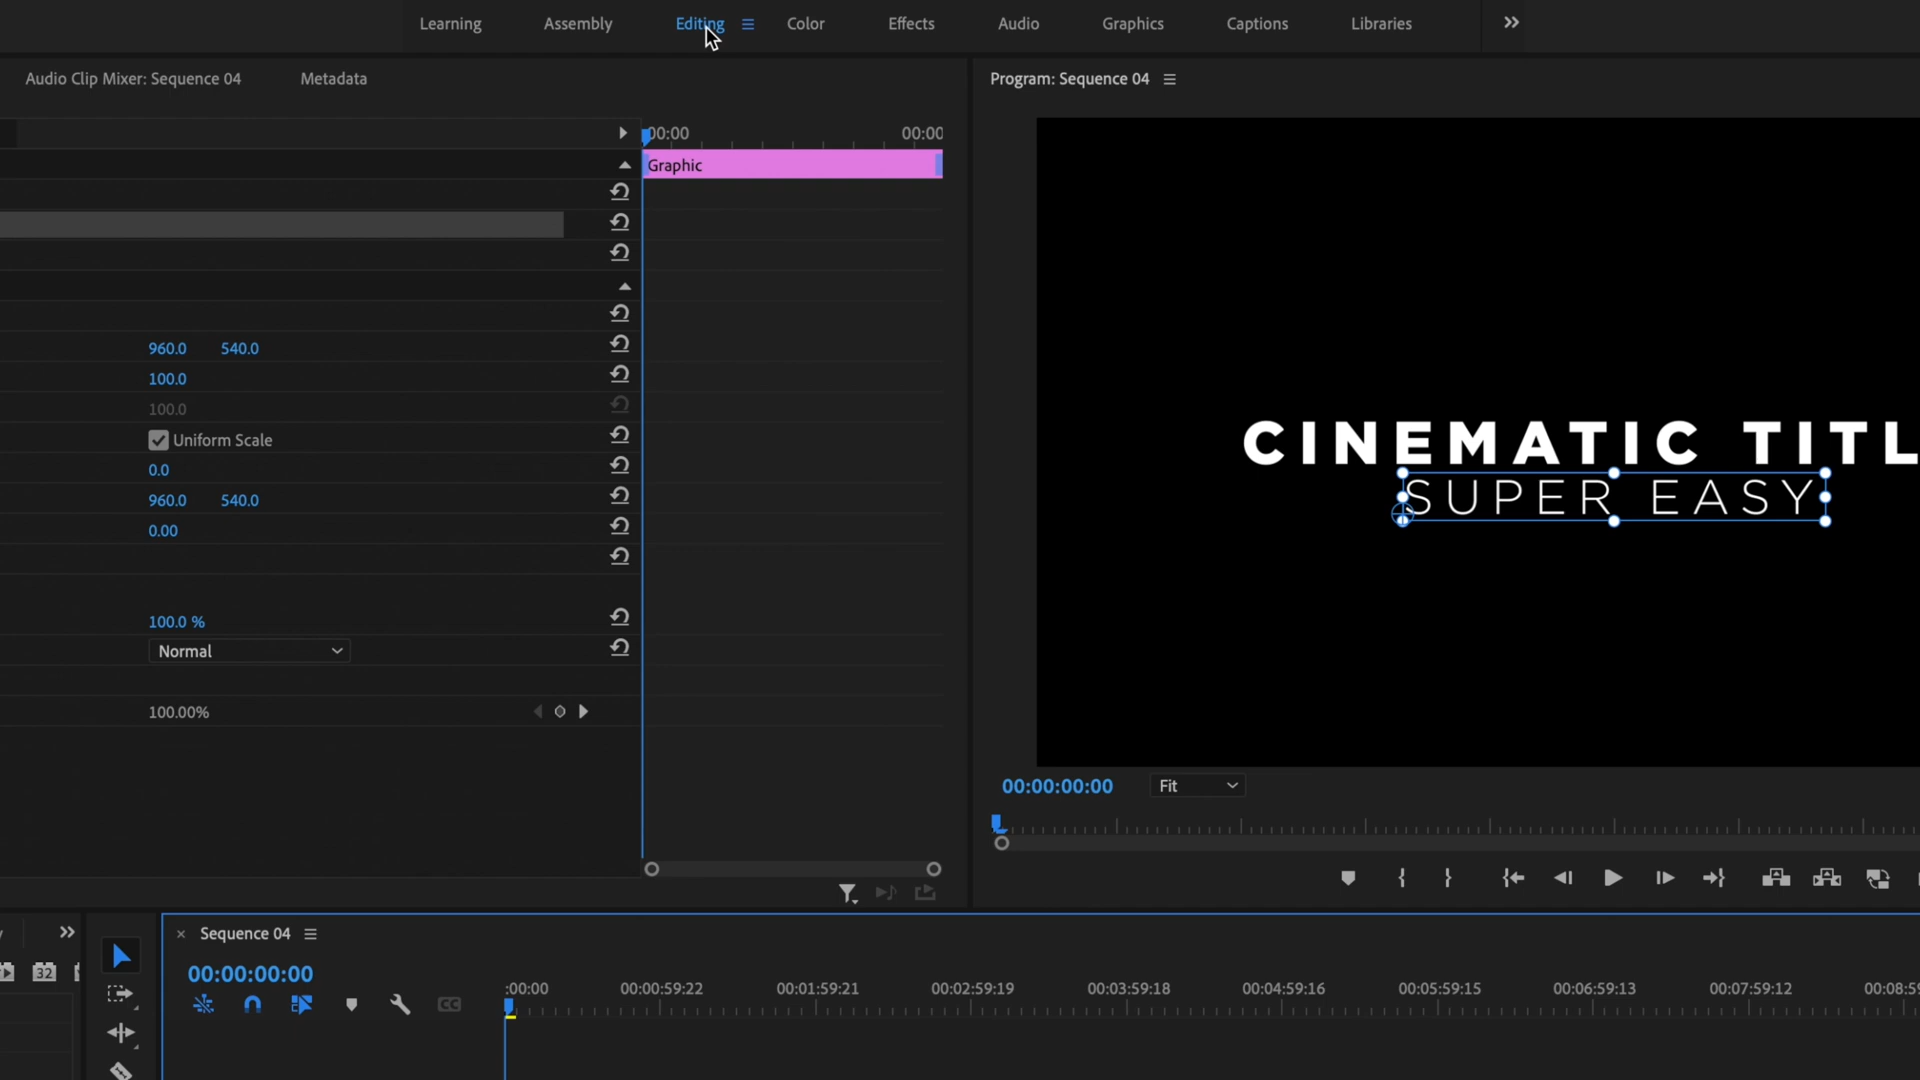 Learning Assembly Editing Color Effects Audio Graphics Captions Libraries
Audio Clip Mixer: Sequence 04 Metadata
Program: Sequence 04
00:00 00:00
Graphic
960.0 540.0
100.0
100.0
Uniform Scale
0.0
960.0 540.0
0.00
100.0 %
Normal
100.00%
CINEMATIC TITL
SUPER EASY
00:00:00:00 Fit
Sequence 04
32
00:00:00:00
CC
:00:00 00:00:59:22 00:01:59:21 00:02:59:19 00:03:59:18 00:04:59:16 00:05:59:15 00:06:59:13 00:07:59:12 00:08:59